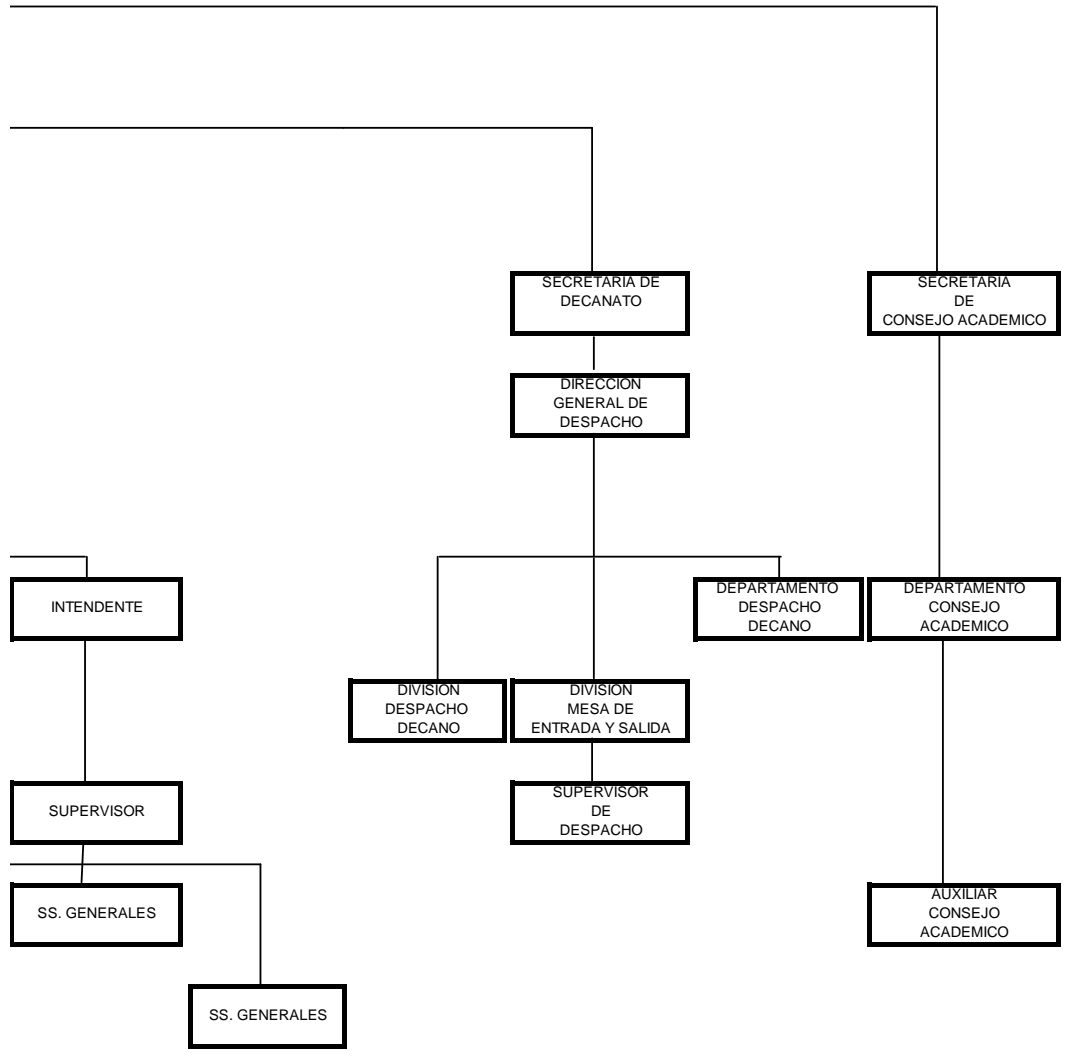 SECRETARIA DE
DECANATO
SECRETARIA
DE
CONSEJO ACADEMICO
DIRECCION
GENERAL DE
DESPACHO
INTENDENTE
DEPARTAMENTO
DESPACHO
DECANO
DEPARTAMENTO
CONSEJO
ACADEMICO
DIVISION
DESPACHO
DECANO
DIVISION
MESA DE
ENTRADA Y SALIDA
SUPERVISOR
SUPERVISOR
DE
DESPACHO
SS. GENERALES
AUXILIAR
CONSEJO
ACADEMICO
SS. GENERALES